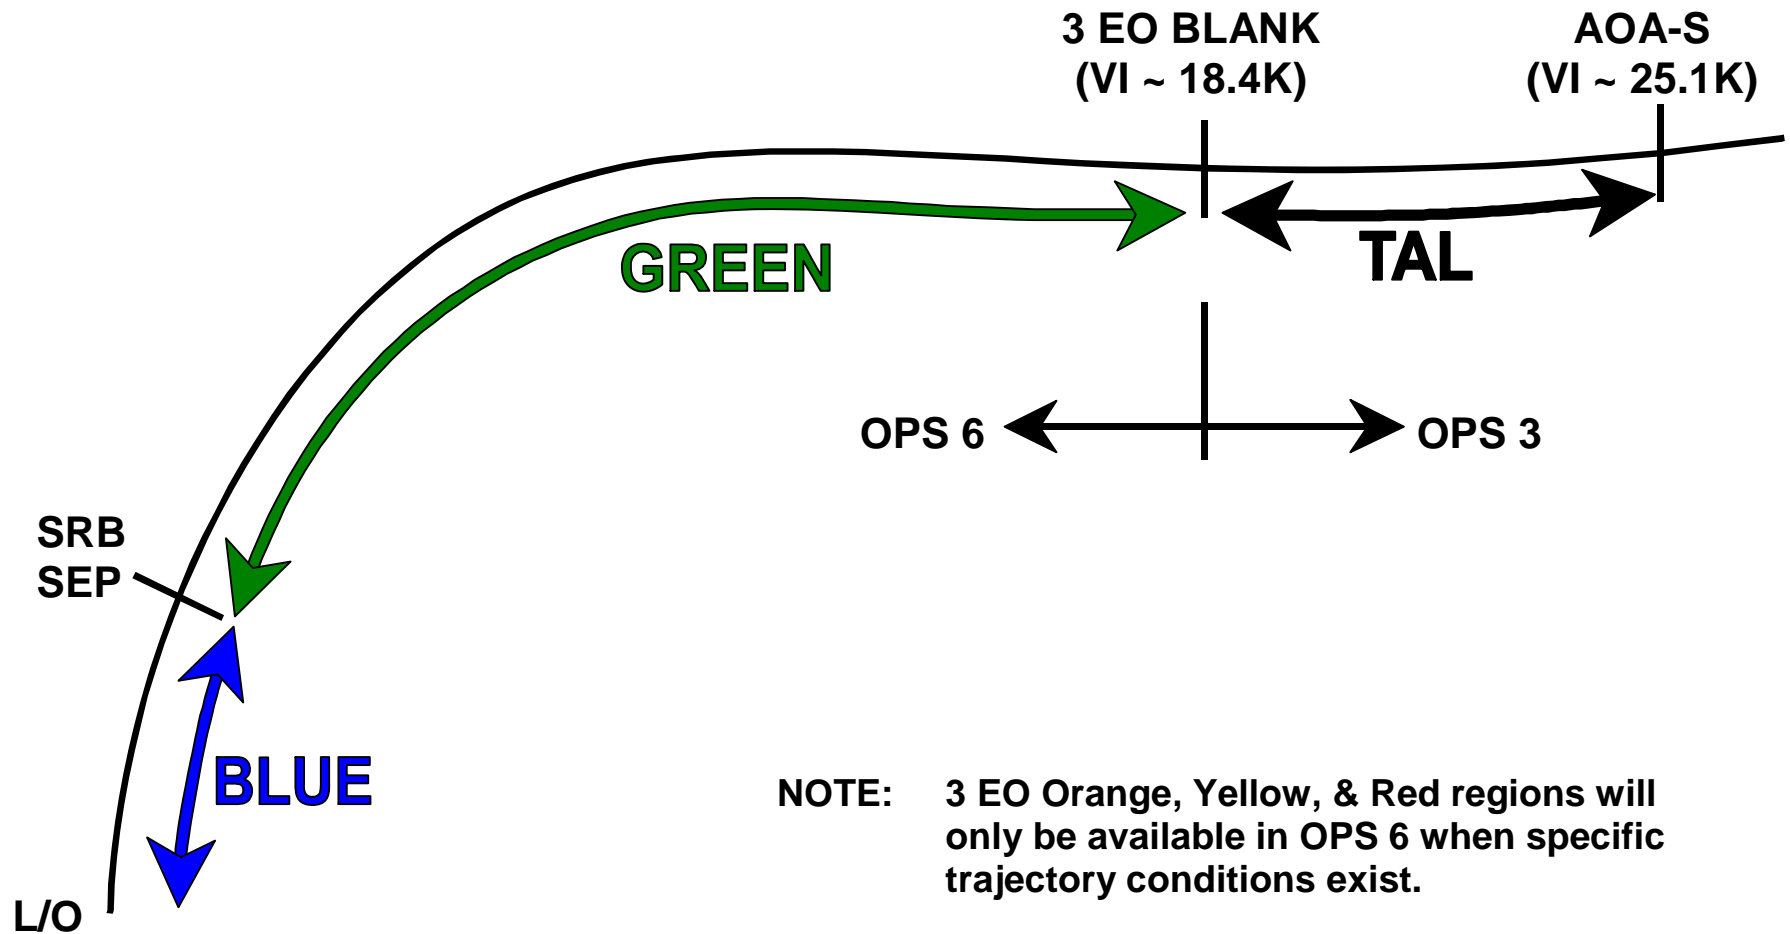 3 EO BLANK
(VI ~ 18.4K)
AOA-S
(VI ~ 25.1K)
GREEN
TAL
OPS 6
OPS 3
SRB
SEP
BLUE
NOTE: 3 EO Orange, Yellow, & Red regions will
only be available in OPS 6 when specific
trajectory conditions exist.
L/O